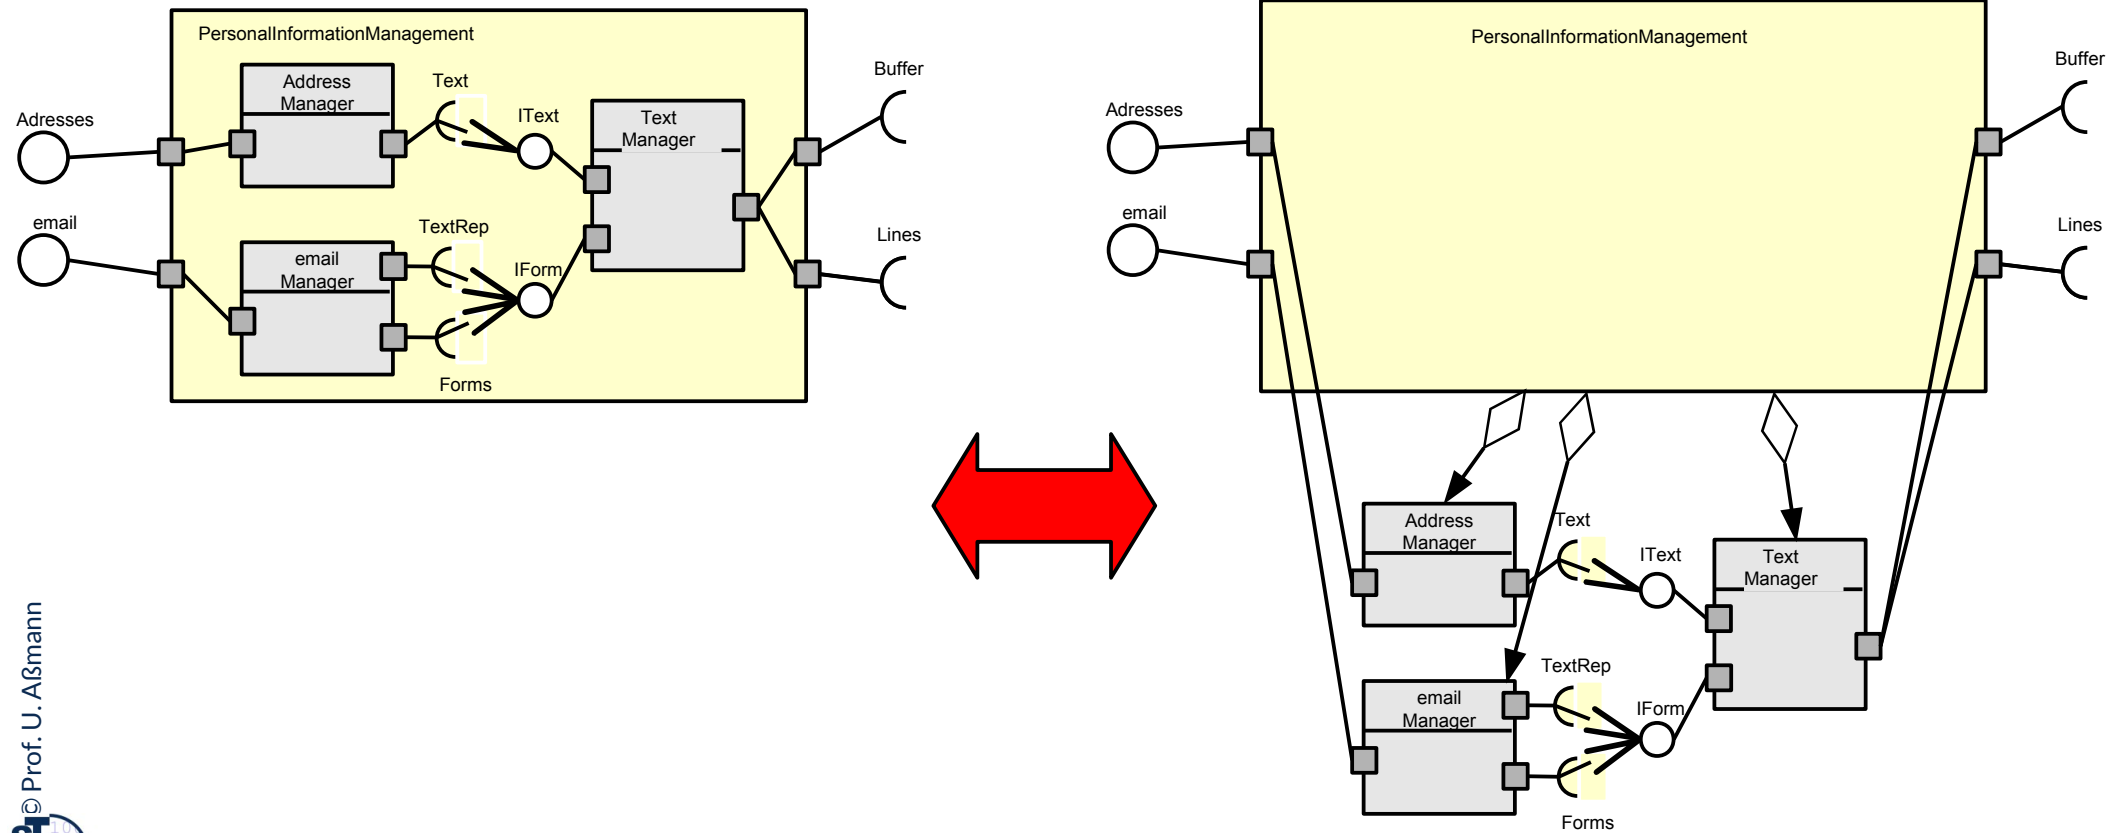 PersonalInformationManagement
Address
Manager
Text
IText
Text
Manager
Buffer
Adresses
email
TextRep
email
Manager
IForm
Lines
Forms
PersonalInformationManagement
Buffer
Adresses
email
Lines
Address
Manager
Text
IText
Text
Manager
TextRep
email
Manager
IForm
Forms
© Prof. U. Aßmann